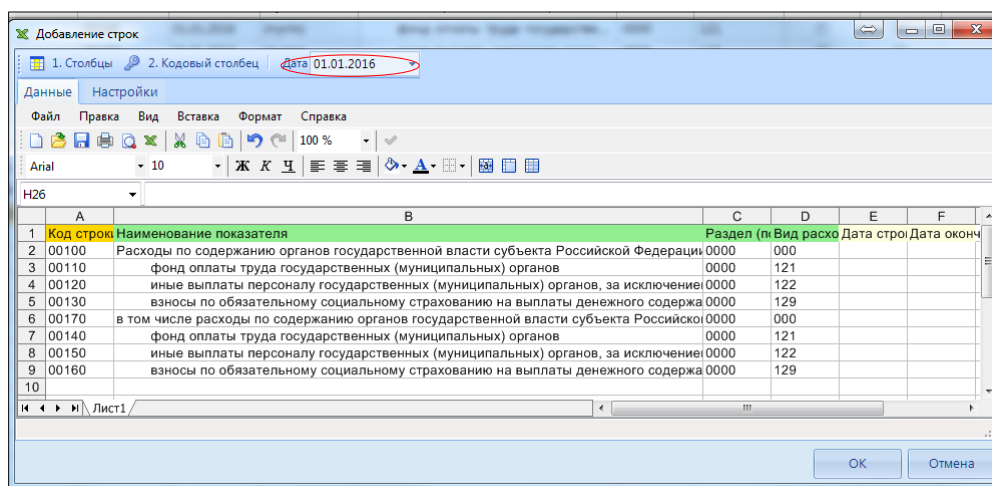 Добавление строк
1. Столбцы 2. Кодовый столбец Дата 01.01.2016
Данные Настройки
Файл Правка Вид Вставка Формат Справка
100 %
Arial 10 Ж К Ч А
H26
A B C D E F
1 Код строки Наименование показателя Раздел (по Вид расхо Дата строк Дата оконч
2 00100 Расходы по содержанию органов государственной власти субъекта Российской Федерации 0000 000
3 00110 фонд оплаты труда государственных (муниципальных) органов 0000 121
4 00120 иные выплаты персоналу государственных (муниципальных) органов, за исключением 0000 122
5 00130 взносы по обязательному социальному страхованию на выплаты денежного содержа 0000 129
6 00170 в том числе расходы по содержанию органов государственной власти субъекта Российской 0000 000
7 00140 фонд оплаты труда государственных (муниципальных) органов 0000 121
8 00150 иные выплаты персоналу государственных (муниципальных) органов, за исключением 0000 122
9 00160 взносы по обязательному социальному страхованию на выплаты денежного содержа 0000 129
10
Лист1
OK Отмена